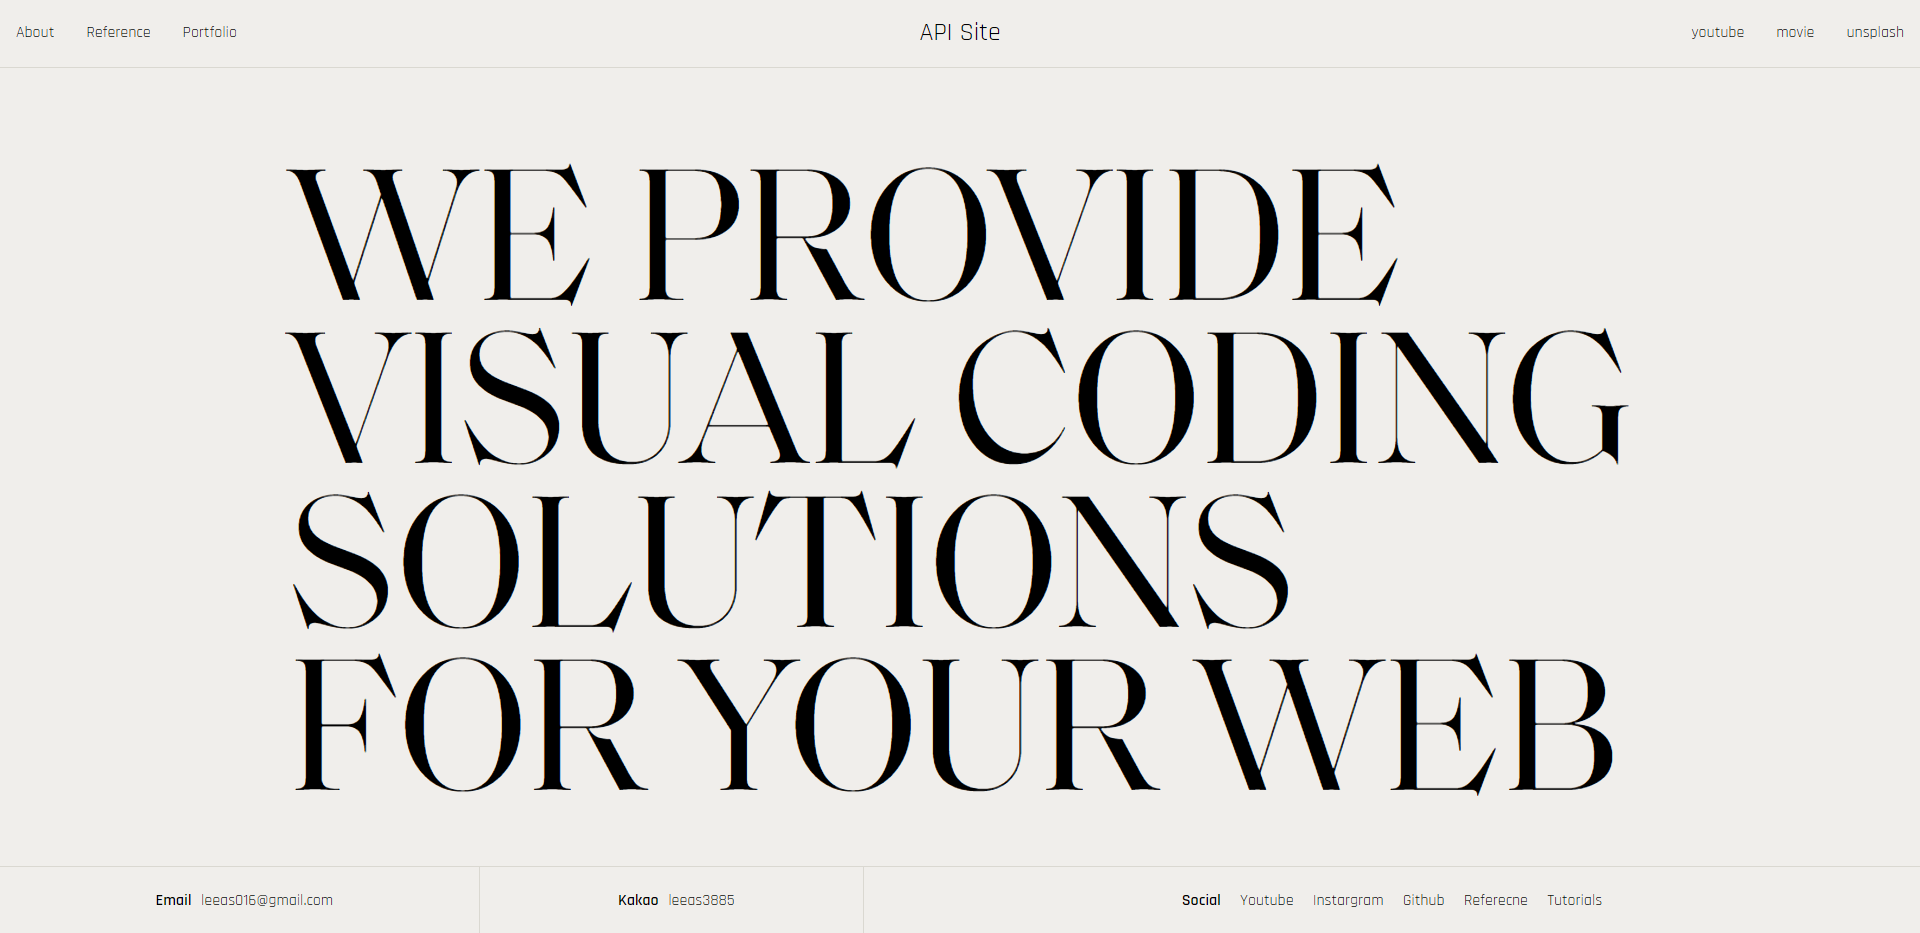 About Reference Portfolio API Site youtube movie unsplash
WE PROVIDE
VISUAL CODING
SOLUTIONS
FOR YOUR WEB
Email leeas016@gmail.com Kakao leeas3885 Social Youtube Instargram Github Referecne Tutorials